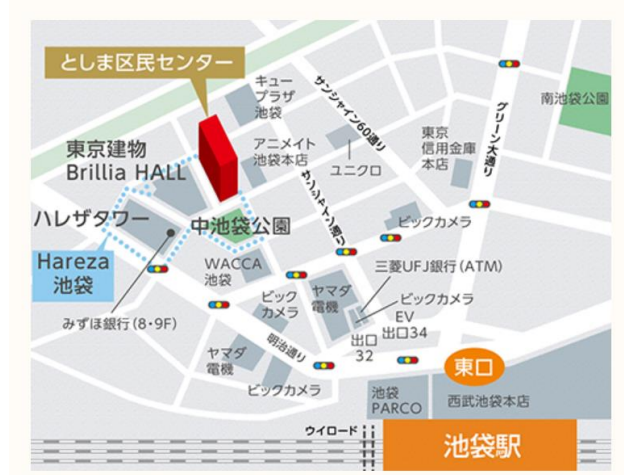 としま区民センター
キュー
プラザ
池袋
サンシャイン60通り
グリーン大通り
南池袋公園
東京建物
Brillia HALL
アニメイト
池袋本店
ユニクロ
東京
信用金庫
本店
サンシャイン通り
ハレザタワー
中池袋公園
ビックカメラ
Hareza
池袋
WACCA
池袋
三菱UFJ銀行(ATM)
みずほ銀行(8・9F)
ビック
カメラ
ヤマダ
電機
ビックカメラ
EV
出口34
出口
32
明治通り
ヤマダ
電機
ビックカメラ
東口
池袋
PARCO
西武池袋本店
ウイロード
池袋駅